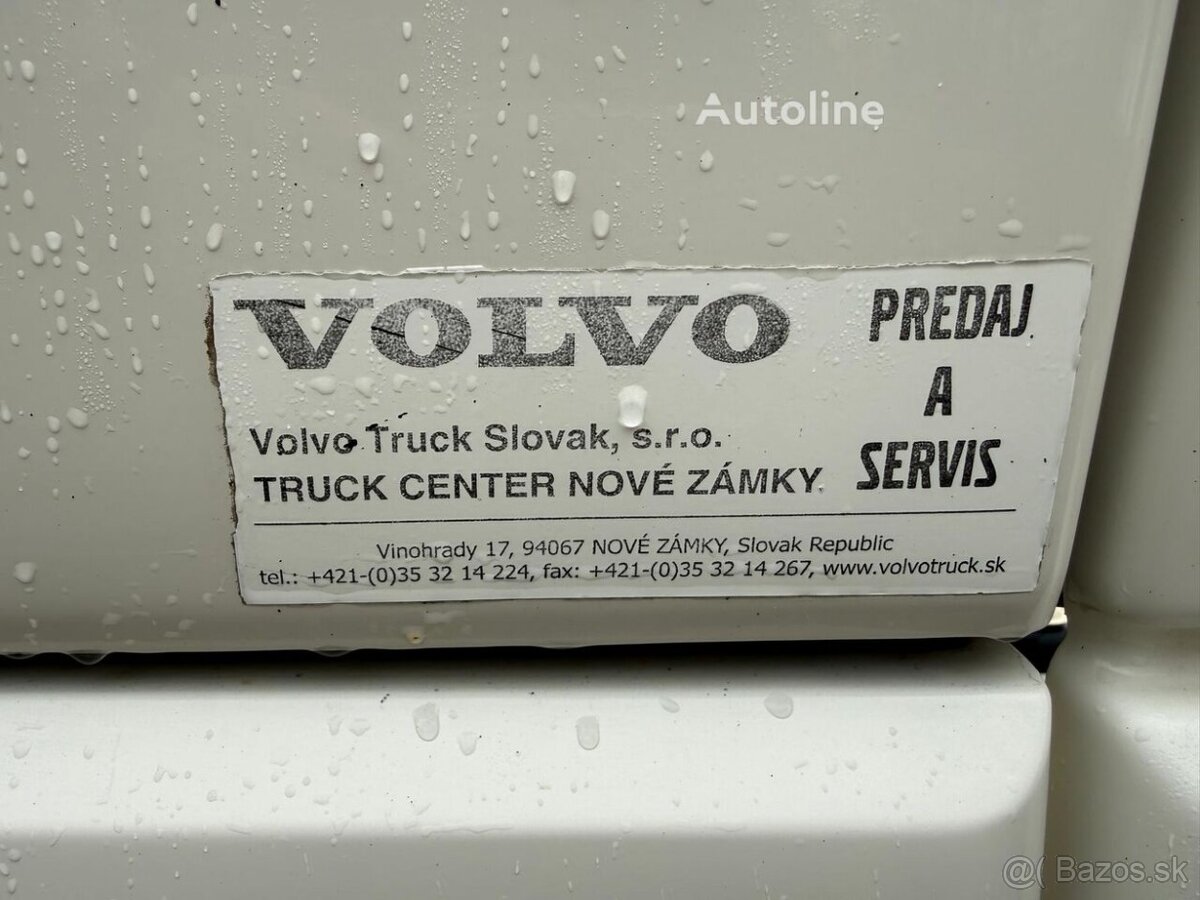 Autoline
VOLVO
PREDAJ
A
SERVIS
Volvo Truck Slovak, s.r.o.
TRUCK CENTER NOVÉ ZÁMKY
Vinohrady 17, 94067 NOVÉ ZÁMKY, Slovak Republic
tel.: +421-(0)35 32 14 224, fax: +421-(0)35 32 14 267, www.volvotruck.sk
@( Bazos.sk